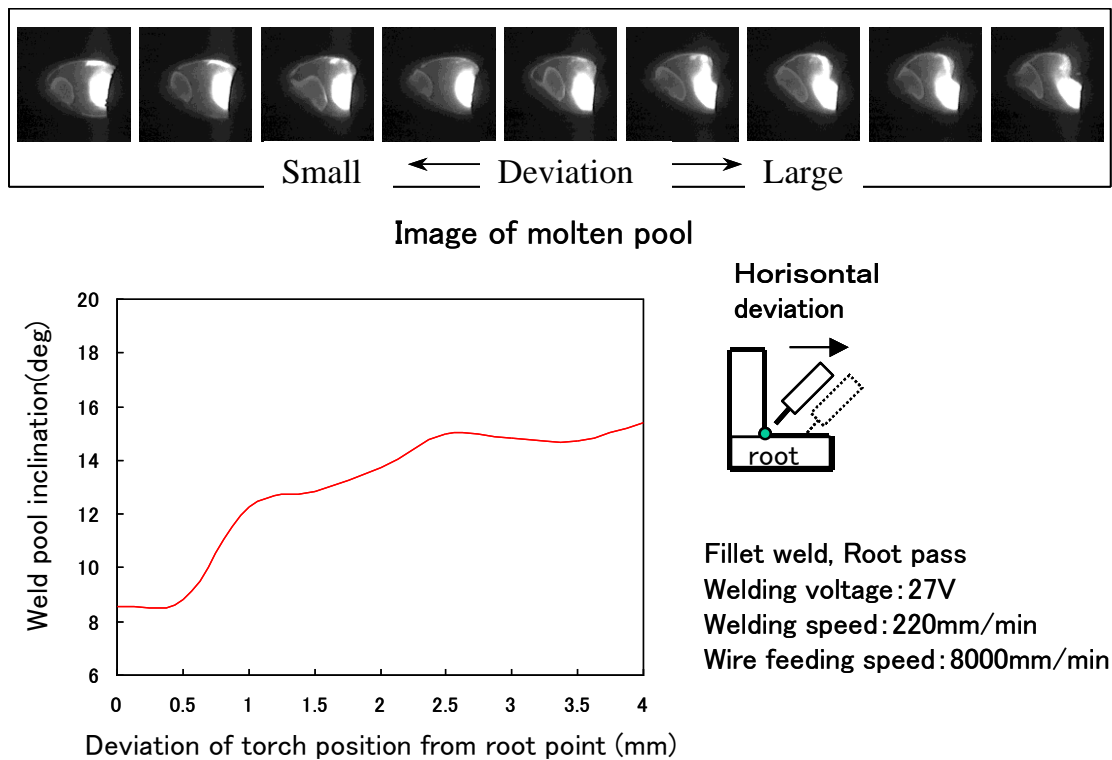 Small Deviation Large
Image of molten pool
Horisontal
deviation
root
Weld pool inclination(deg)
20
18
16
14
12
10
8
6
0 0.5 1 1.5 2 2.5 3 3.5 4
Deviation of torch position from root point (mm)
Fillet weld, Root pass
Welding voltage:27V
Welding speed:220mm/min
Wire feeding speed:8000mm/min